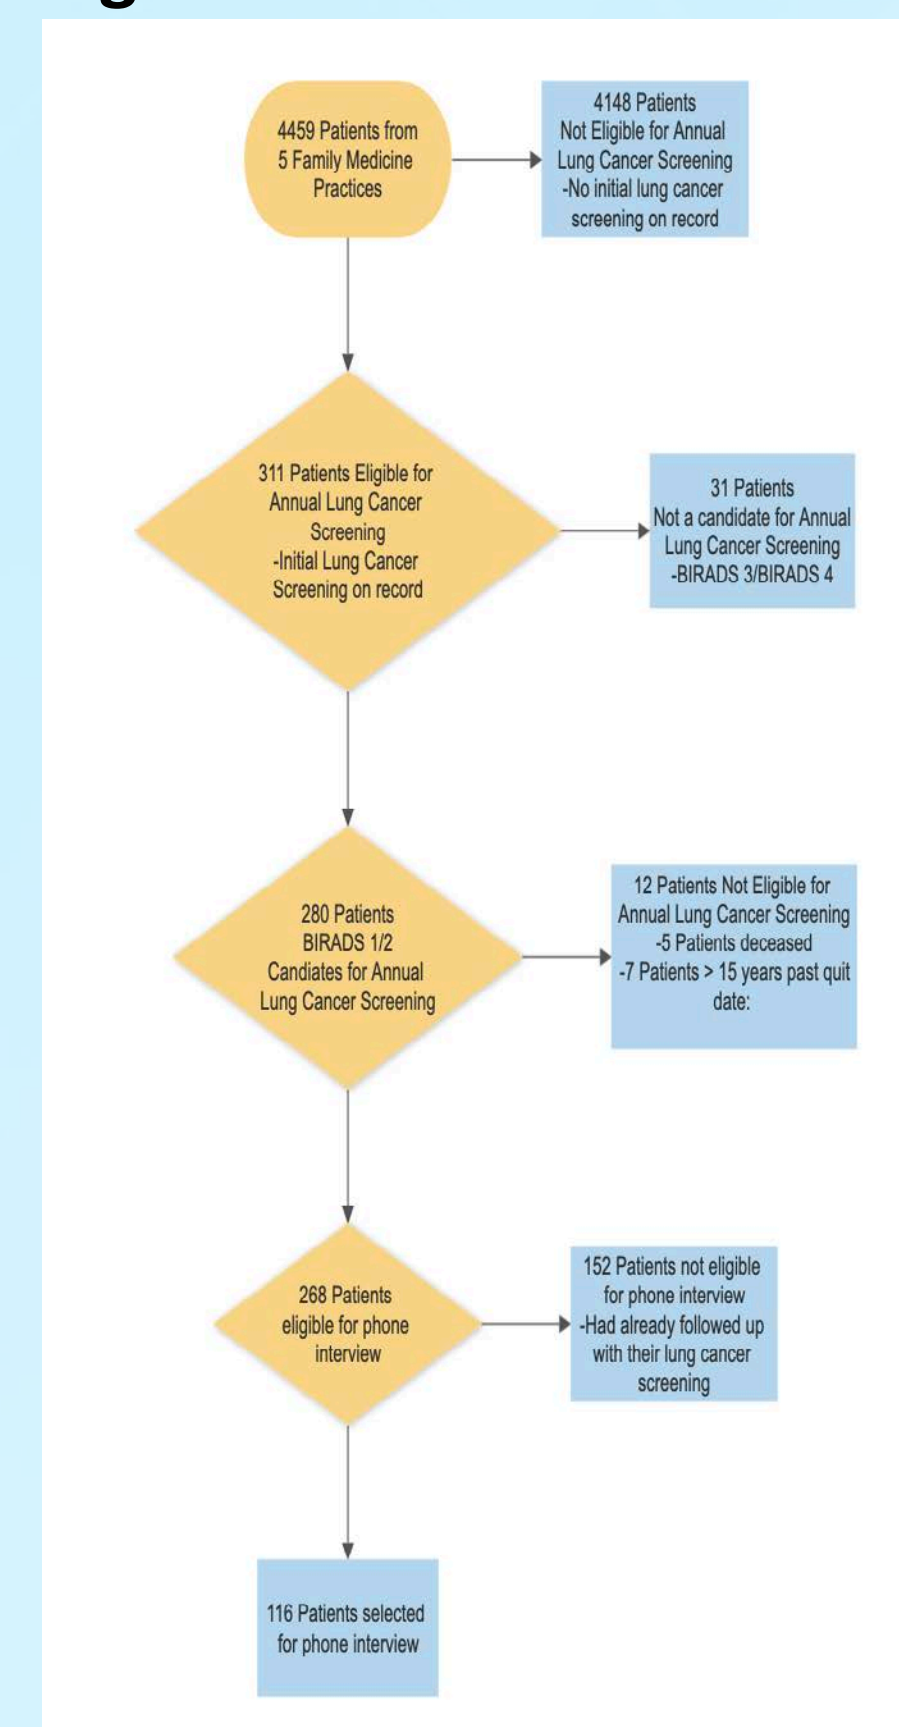 4459 Patients from
5 Family Medicine
Practices
4148 Patients
Not Eligible for Annual
Lung Cancer Screening
-No initial lung cancer
screening on record
311 Patients Eligible for
Annual Lung Cancer
Screening
-Initial Lung Cancer
Screening on record
31 Patients
Not a candidate for Annual
Lung Cancer Screening
-BIRADS 3/BIRADS 4
280 Patients
BIRADS 1/2
Candiates for Annual
Lung Cancer Screening
12 Patients Not Eligible for
Annual Lung Cancer Screening
-5 Patients deceased
-7 Patients > 15 years past quit
date:
268 Patients
eligible for phone
interview
152 Patients not eligible
for phone interview
-Had already followed up
with their lung cancer
screening
116 Patients selected
for phone interview